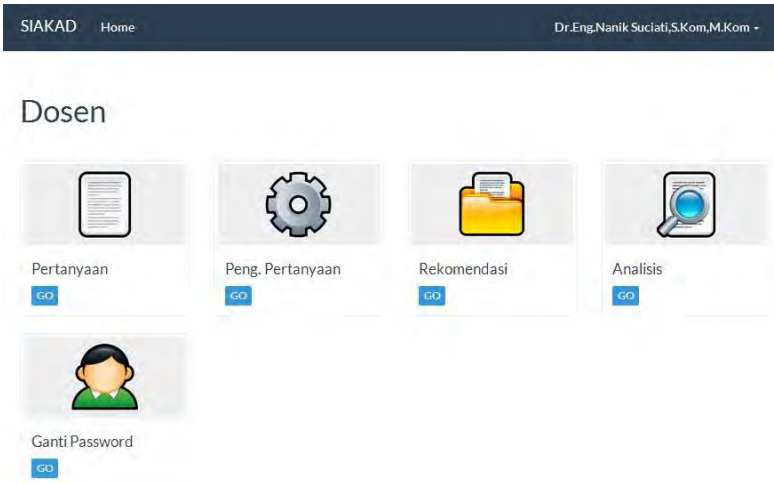 SIAKAD Home Dr.Eng.Nanik Suciati,S.Kom,M.Kom
Dosen
Pertanyaan Peng. Pertanyaan Rekomendasi Analisis
GO GO GO GO
Ganti Password
GO